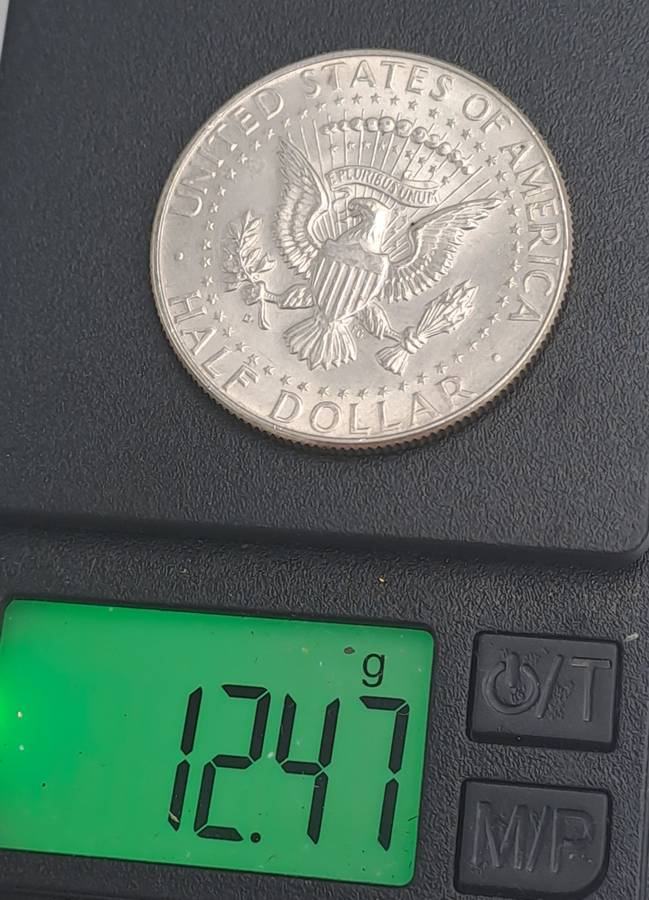 UNITED STATES OF AMERICA
E PLURIBUS UNUM
HALF DOLLAR
g
12.47
⏻/T
M/P